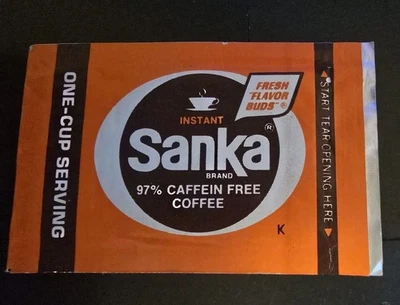 ONE-CUP SERVING
FRESH
"FLAVOR
BUDS"®
INSTANT
Sanka®
BRAND
97% CAFFEIN FREE
COFFEE
K
START TEAR OPENING HERE